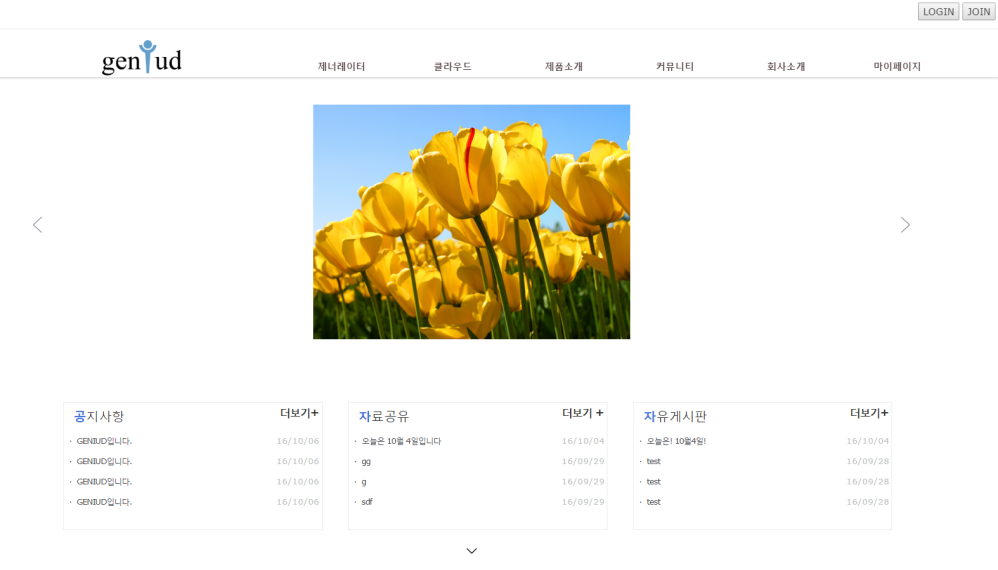 LOGIN JOIN
geniud
제너레이터 클라우드 제품소개 커뮤니티 회사소개 마이페이지
공지사항 더보기+
· GENIUD입니다. 16/10/06
· GENIUD입니다. 16/10/06
· GENIUD입니다. 16/10/06
· GENIUD입니다. 16/10/06
자료공유 더보기 +
· 오늘은 10월 4일입니다 16/10/04
· gg 16/09/29
· g 16/09/29
· sdf 16/09/29
자유게시판 더보기+
· 오늘은! 10월4일! 16/10/04
· test 16/09/28
· test 16/09/28
· test 16/09/28